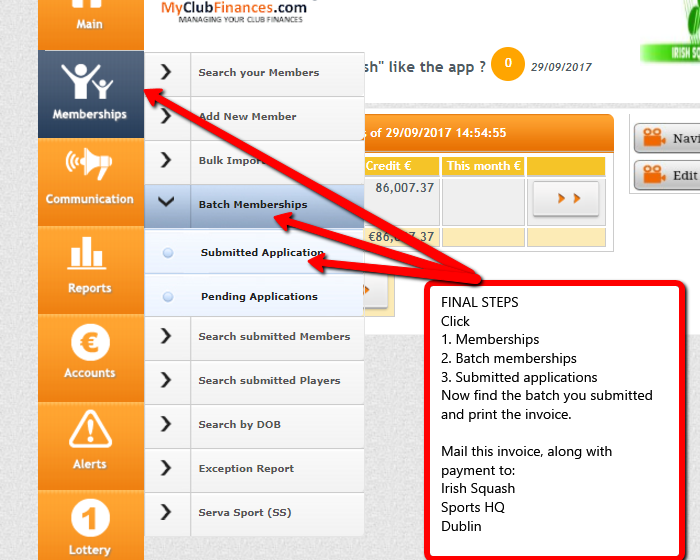 Main
MyClubFinances.com
MANAGING YOUR CLUB FINANCES
sh" like the app ?
0
29/09/2017
IRISH SQUASH
Memberships
Communication
Reports
€
Accounts
Alerts
1
Lottery
Search your Members
Add New Member
Bulk Import
Batch Memberships
Submitted Application
Pending Applications
Search submitted Members
Search submitted Players
Search by DOB
Exception Report
Serva Sport (SS)
s of 29/09/2017 14:54:55
Credit € This month €
86,007.37
€86,007.37
Navi
Edit
FINAL STEPS
Click
1. Memberships
2. Batch memberships
3. Submitted applications
Now find the batch you submitted
and print the invoice.
Mail this invoice, along with
payment to:
Irish Squash
Sports HQ
Dublin